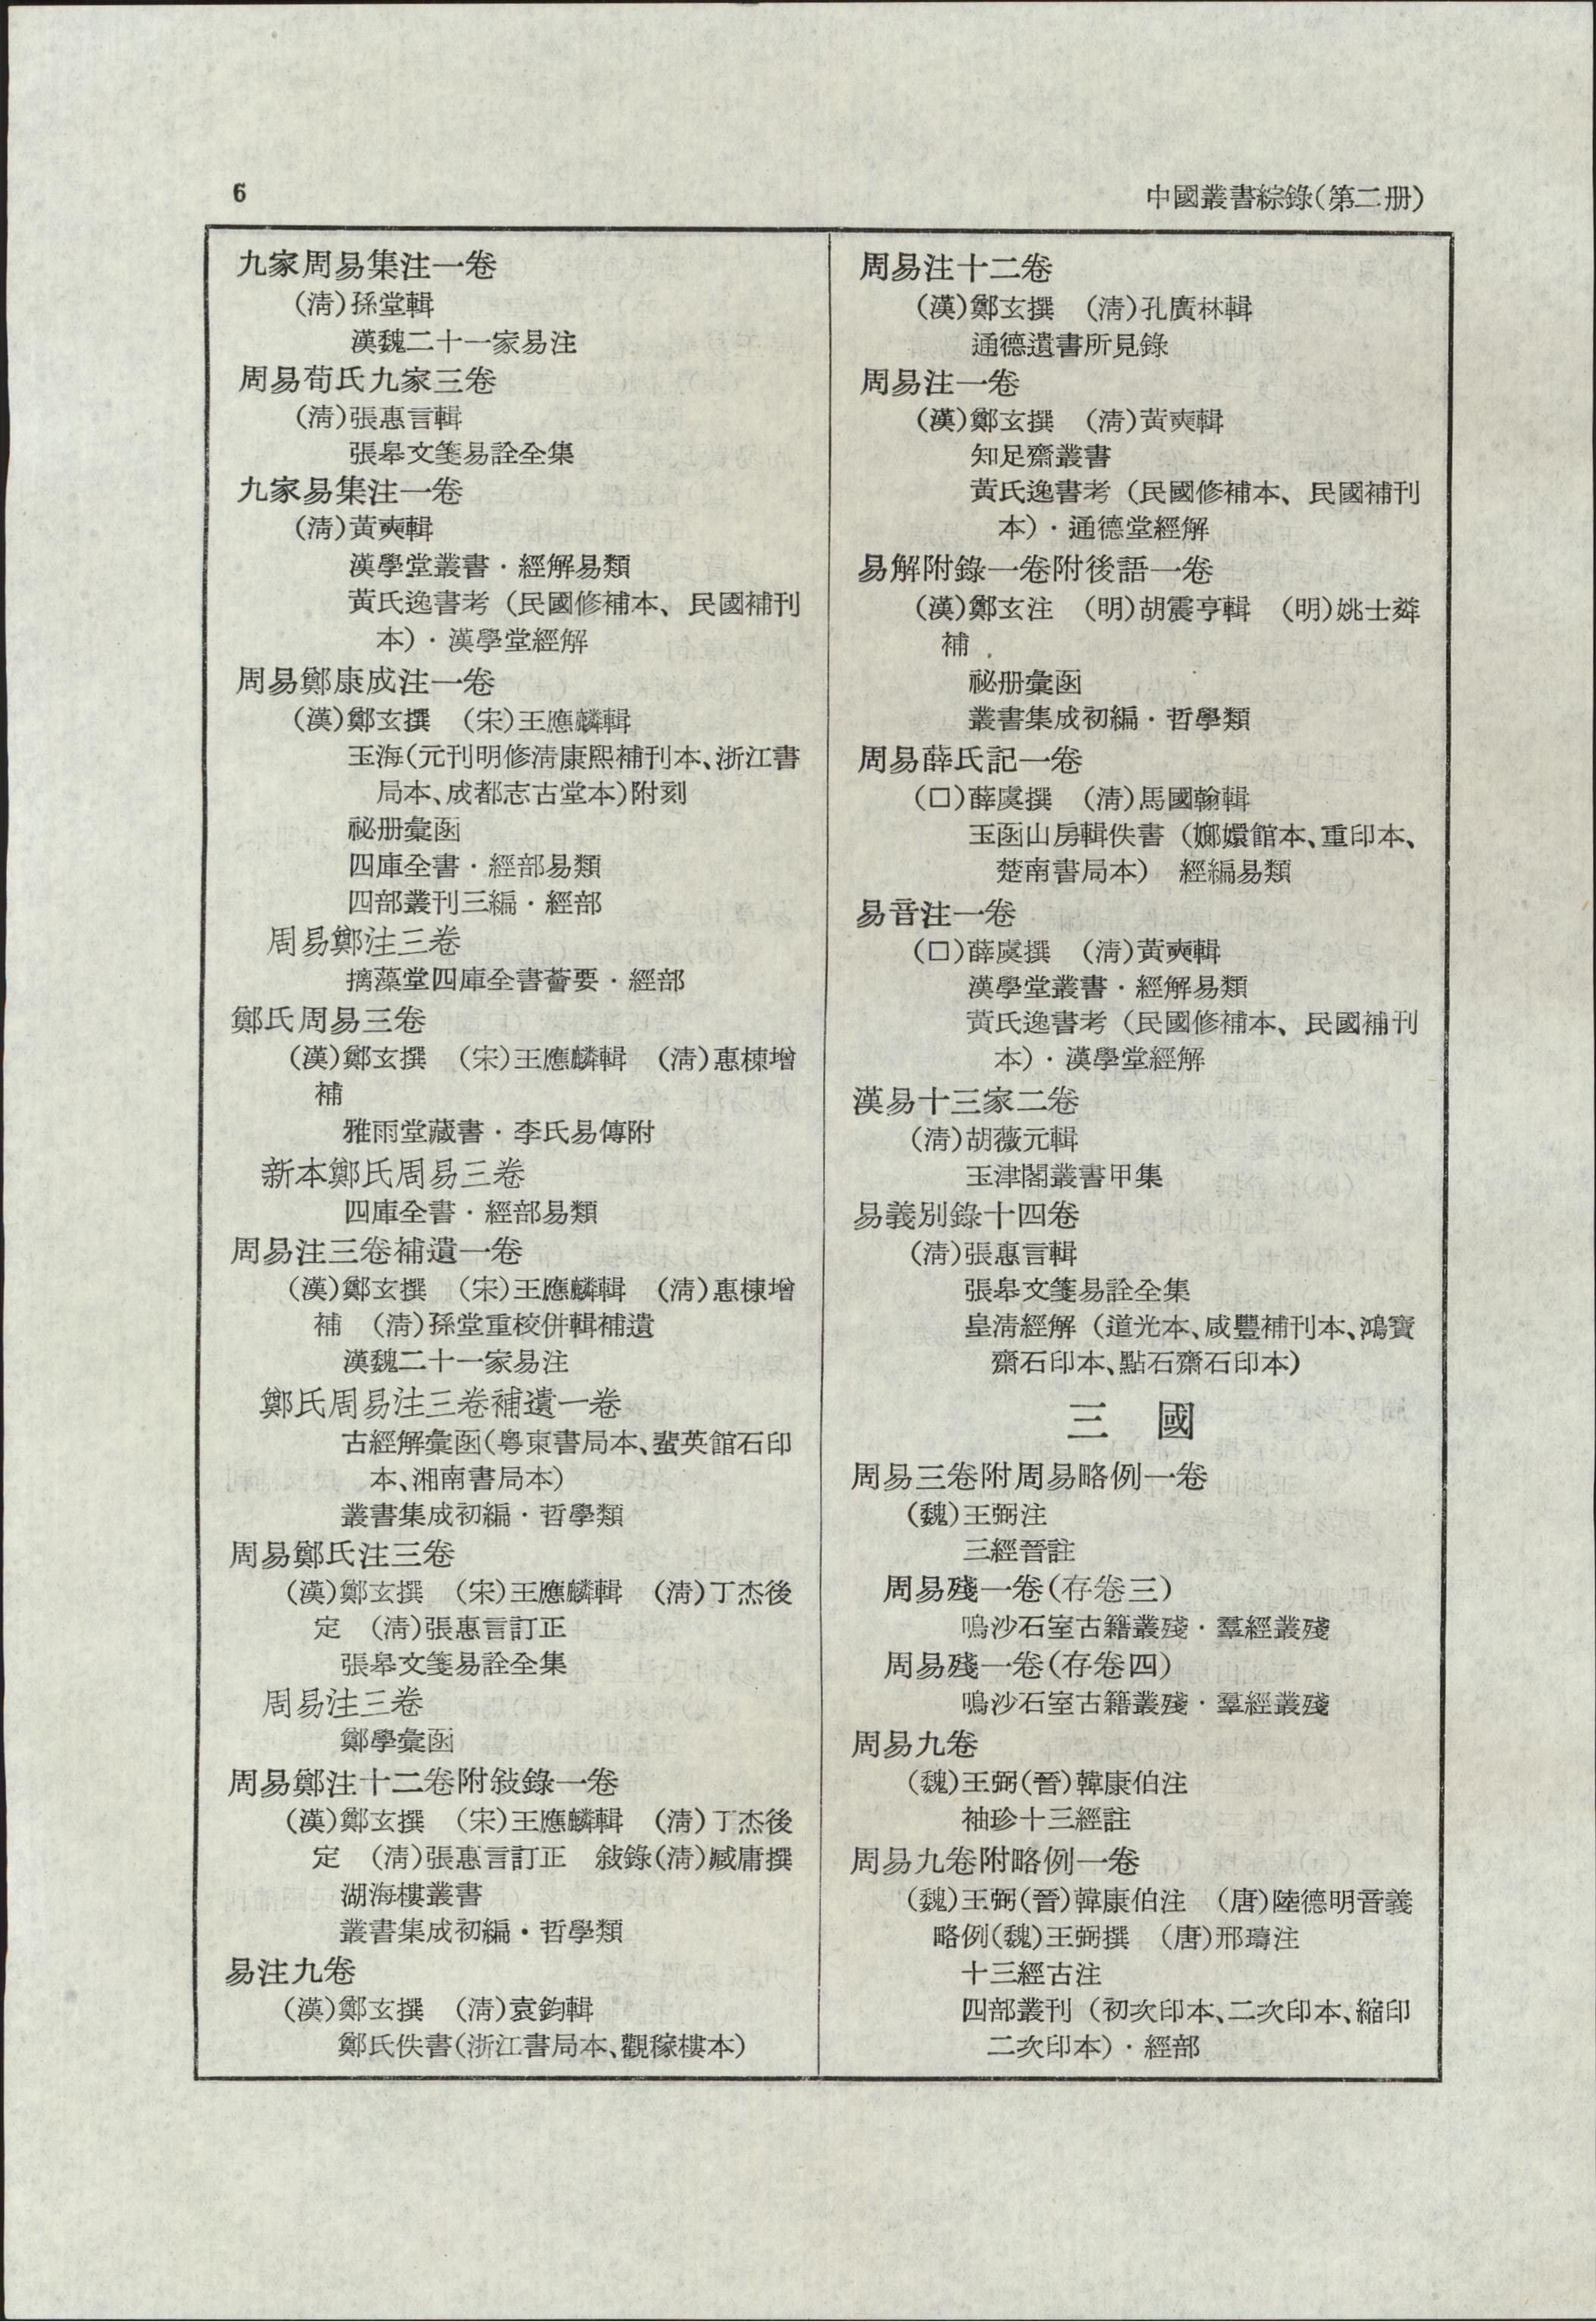 6
中國叢書綜錄(第二册)
九家周易集注一卷
(淸)孫堂輯
漢魏二十一家易注
周易荀氏九家三卷
(淸)張惠言輯
張皋文箋易詮全集
九家易集注一卷
(淸)黃奭輯
漢學堂叢書·經解易類
黃氏逸書考(民國修補本、民國補刊
本)·漢學堂經解
周易鄭康成注一卷
(漢)鄭玄撰 (宋)王應麟輯
玉海(元刊明修淸康熙補刊本、浙江書
局本、成都志古堂本)附刻
祕册彙函
四庫全書·經部易類
四部叢刊三編·經部
周易鄭注三卷
摛藻堂四庫全書薈要·經部
鄭氏周易三卷
(漢)鄭玄撰 (宋)王應麟輯 (淸)惠棟增
補
雅雨堂藏書·李氏易傳附
新本鄭氏周易三卷
四庫全書·經部易類
周易注三卷補遺一卷
(漢)鄭玄撰 (宋)王應麟輯 (淸)惠棟增
補 (淸)孫堂重校併輯補遺
漢魏二十一家易注
鄭氏周易注三卷補遺一卷
古經解彙函(粤東書局本、蜚英館石印
本、湘南書局本)
叢書集成初編·哲學類
周易鄭氏注三卷
(漢)鄭玄撰 (宋)王應麟輯 (淸)丁杰後
定 (淸)張惠言訂正
張皋文箋易詮全集
周易注三卷
鄭學彙函
周易鄭注十二卷附敍錄一卷
(漢)鄭玄撰 (宋)王應麟輯 (淸)丁杰後
定 (淸)張惠言訂正 敍錄(淸)臧庸撰
湖海樓叢書
叢書集成初編·哲學類
易注九卷
(漢)鄭玄撰 (淸)袁鈞輯
鄭氏佚書(浙江書局本、觀稼樓本)
周易注十二卷
(漢)鄭玄撰 (淸)孔廣林輯
通德遺書所見錄
周易注一卷
(漢)鄭玄撰 (淸)黃奭輯
知足齋叢書
黃氏逸書考(民國修補本、民國補刊
本)·通德堂經解
易解附錄一卷附後語一卷
(漢)鄭玄注 (明)胡震亨輯 (明)姚士粦
補
祕册彙函
叢書集成初編·哲學類
周易薛氏記一卷
(□)薛虞撰 (淸)馬國翰輯
玉函山房輯佚書(嫏嬛館本、重印本、
楚南書局本) 經編易類
易音注一卷
(□)薛虞撰 (淸)黃奭輯
漢學堂叢書·經解易類
黃氏逸書考(民國修補本、民國補刊
本)·漢學堂經解
漢易十三家二卷
(淸)胡薇元輯
玉津閣叢書甲集
易義別錄十四卷
(淸)張惠言輯
張皋文箋易詮全集
皇淸經解(道光本、咸豐補刊本、鴻寶
齋石印本、點石齋石印本)
三 國
周易三卷附周易略例一卷
(魏)王弼注
三經晉註
周易殘一卷(存卷三)
鳴沙石室古籍叢殘·羣經叢殘
周易殘一卷(存卷四)
鳴沙石室古籍叢殘·羣經叢殘
周易九卷
(魏)王弼(晉)韓康伯注
袖珍十三經註
周易九卷附略例一卷
(魏)王弼(晉)韓康伯注 (唐)陸德明音義
略例(魏)王弼撰 (唐)邢璹注
十三經古注
四部叢刊(初次印本、二次印本、縮印
二次印本)·經部